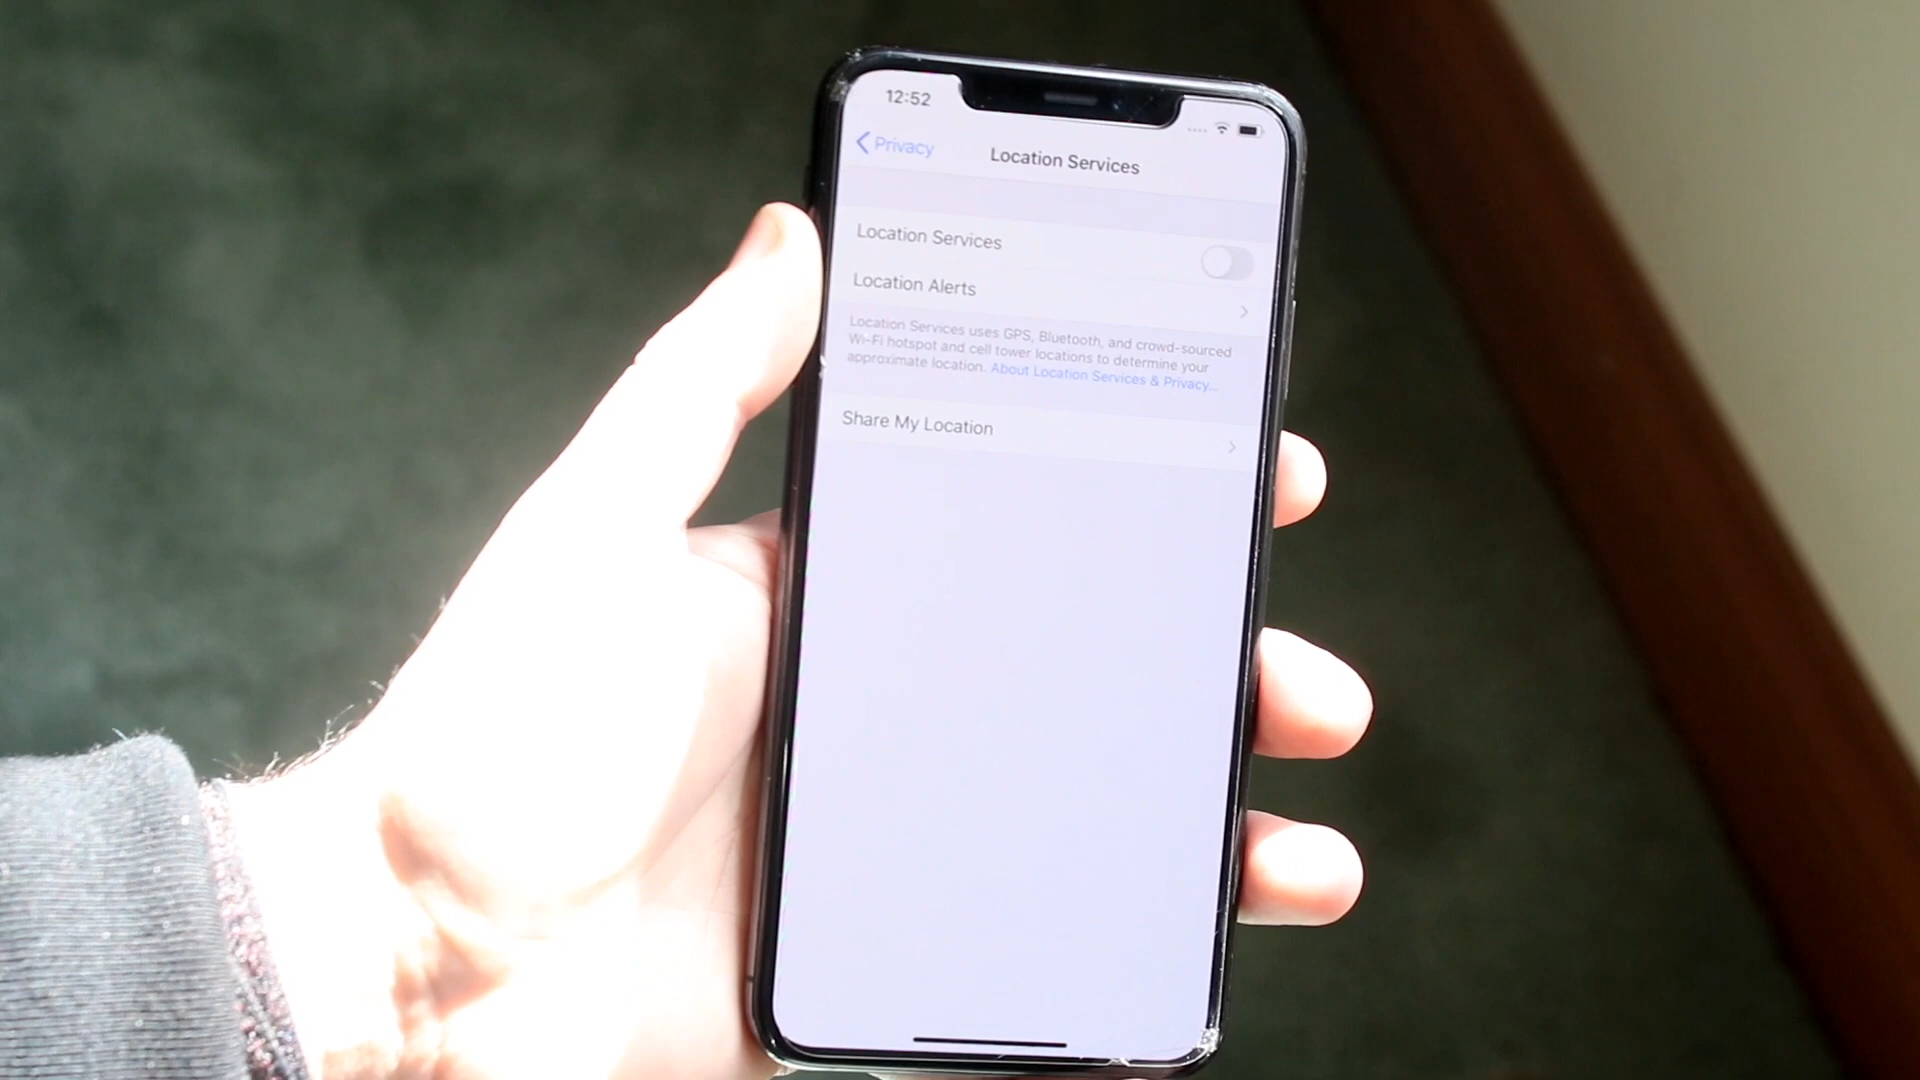 12:52
Privacy
Location Services
Location Services
Location Alerts
Location Services uses GPS, Bluetooth, and crowd-sourced
Wi-Fi hotspot and cell tower locations to determine your
approximate location. About Location Services & Privacy...
Share My Location